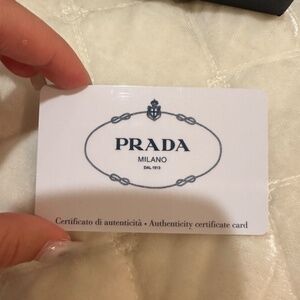 PRADA
MILANO
DAL 1913
Certificato di autenticità • Authenticity certificate card